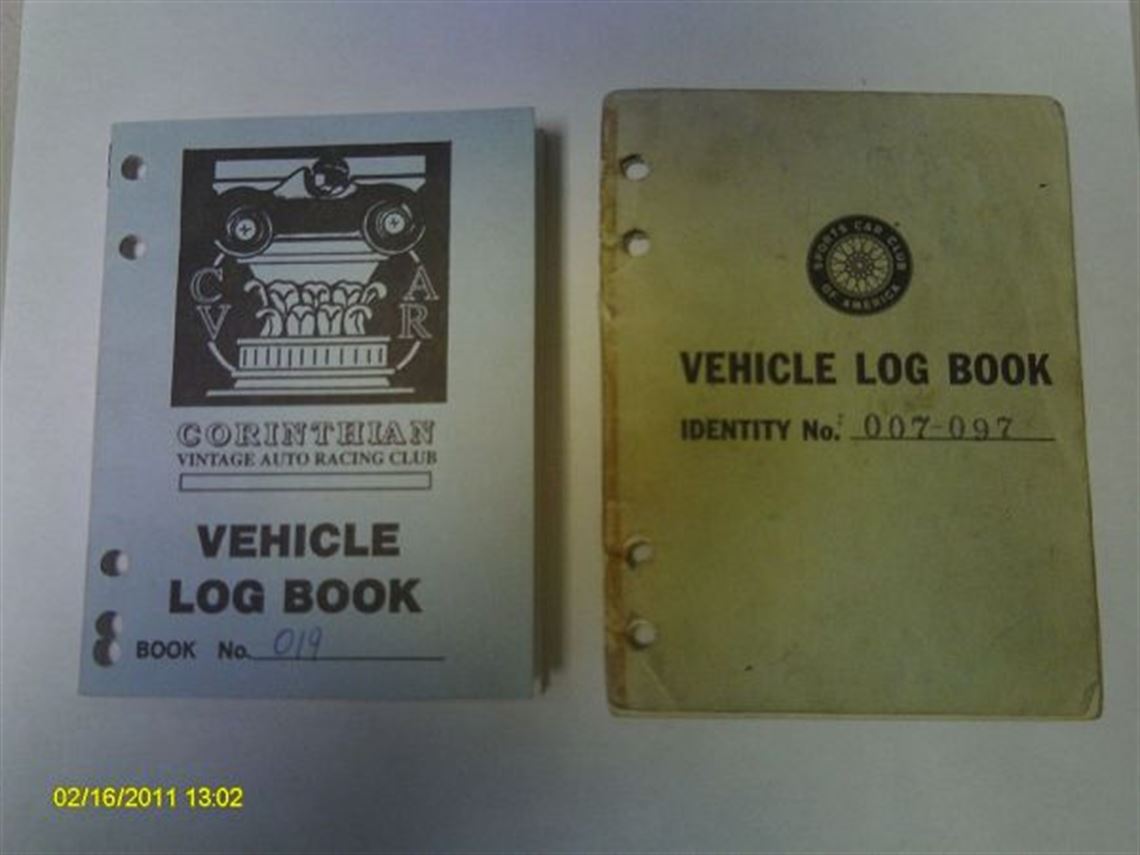 C
V
A
R
CORINTHIAN
VINTAGE AUTO RACING CLUB
VEHICLE
LOG BOOK
BOOK No. 019
SPORTS CAR CLUB
OF AMERICA
VEHICLE LOG BOOK
IDENTITY No. 007-097
02/16/2011 13:02